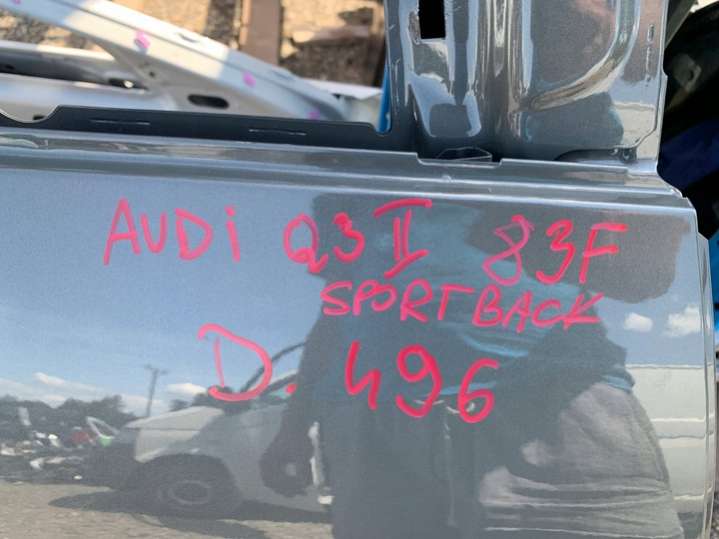 AUDi Q3 II 83F
SPORTBACK
D. 496